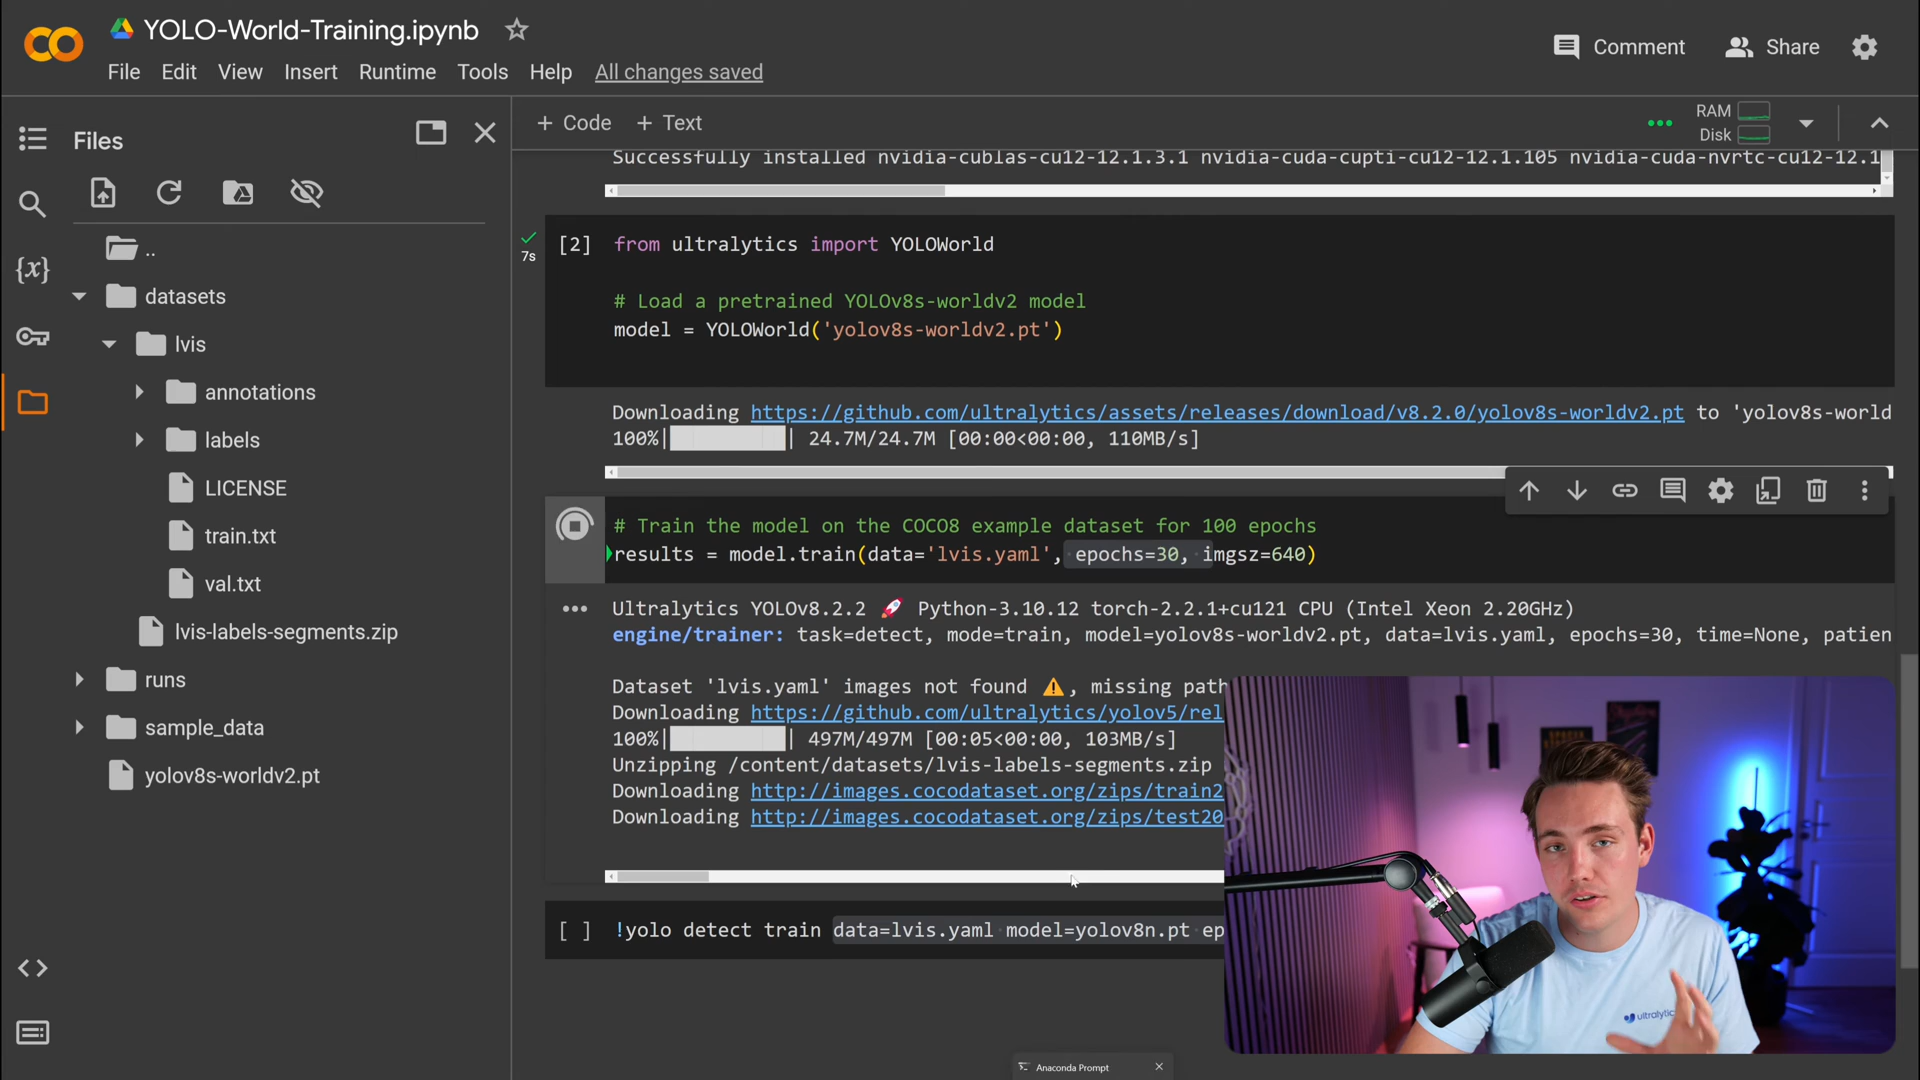 YOLO-World-Training.ipynb
File Edit View Insert Runtime Tools Help All changes saved
Comment
Share
Files
..
datasets
lvis
annotations
labels
LICENSE
train.txt
val.txt
lvis-labels-segments.zip
runs
sample_data
yolov8s-worldv2.pt
+ Code + Text
RAM
Disk
Successfully installed nvidia-cublas-cu12-12.1.3.1 nvidia-cuda-cupti-cu12-12.1.105 nvidia-cuda-nvrtc-cu12-12.1
7s
[2] from ultralytics import YOLOWorld
# Load a pretrained YOLOv8s-worldv2 model
model = YOLOWorld('yolov8s-worldv2.pt')
Downloading https://github.com/ultralytics/assets/releases/download/v8.2.0/yolov8s-worldv2.pt to 'yolov8s-world
100%| | 24.7M/24.7M [00:00<00:00, 110MB/s]
# Train the model on the COCO8 example dataset for 100 epochs
results = model.train(data='lvis.yaml', epochs=30, imgsz=640)
Ultralytics YOLOv8.2.2 🚀 Python-3.10.12 torch-2.2.1+cu121 CPU (Intel Xeon 2.20GHz)
engine/trainer: task=detect, mode=train, model=yolov8s-worldv2.pt, data=lvis.yaml, epochs=30, time=None, patien
Dataset 'lvis.yaml' images not found ⚠️, missing path
Downloading https://github.com/ultralytics/yolov5/rel
100%| | 497M/497M [00:05<00:00, 103MB/s]
Unzipping /content/datasets/lvis-labels-segments.zip
Downloading http://images.cocodataset.org/zips/train2
Downloading http://images.cocodataset.org/zips/test20
[ ] !yolo detect train data=lvis.yaml model=yolov8n.pt ep
ultralytics
Anaconda Prompt